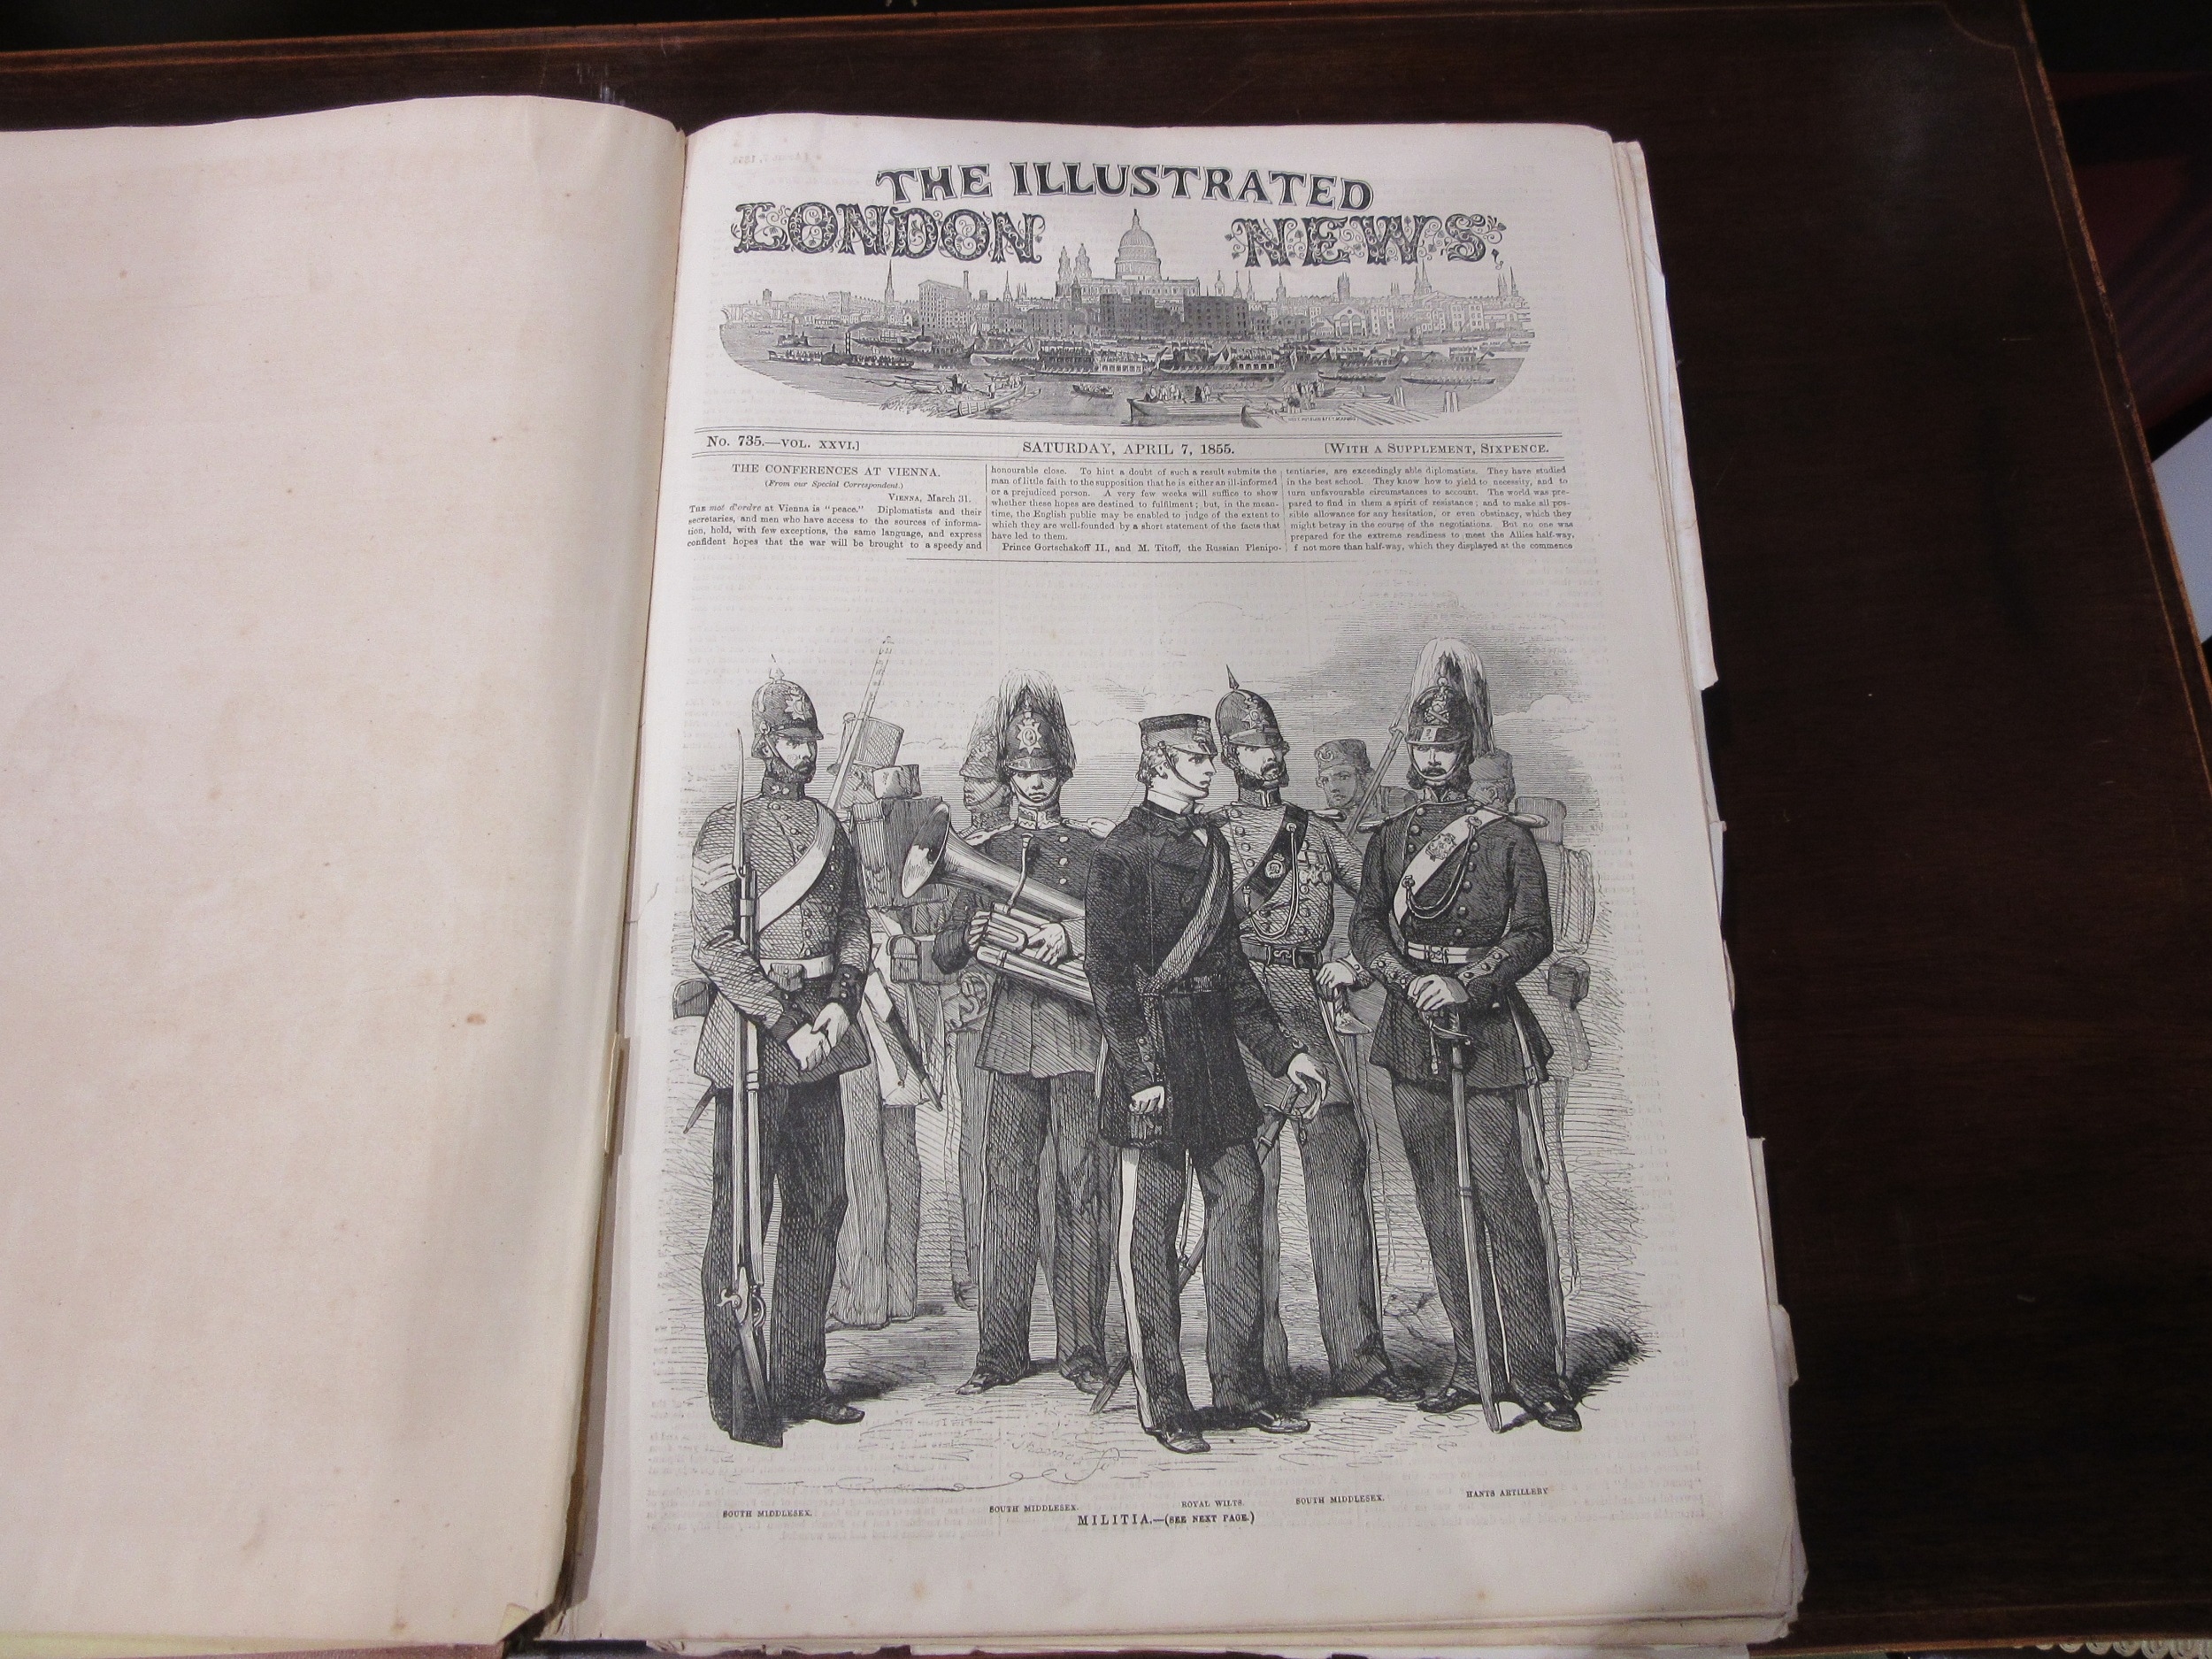 THE ILLUSTRATED
LONDON NEWS.
No. 735.—VOL. XXVI.]
SATURDAY, APRIL 7, 1855.
[WITH A SUPPLEMENT, SIXPENCE.
THE CONFERENCES AT VIENNA.
(From our Special Correspondent.)
VIENNA, March 31.
THE mot d'ordre at Vienna is "peace." Diplomatists and their
secretaries, and men who have access to the sources of informa-
tion, hold, with few exceptions, the same language, and express
confident hopes that the war will be brought to a speedy and
honourable close. To hint a doubt of such a result submits the
man of little faith to the supposition that he is either an ill-informed
or a prejudiced person. A very few weeks will suffice to show
whether these hopes are destined to fulfilment; but, in the mean-
time, the English public may be enabled to judge of the extent to
which they are well-founded by a short statement of the facts that
have led to them.
Prince Gortschakoff II., and M. Titoff, the Russian Plenipo-
tentiaries, are exceedingly able diplomatists. They have studied
in the best school. They know how to yield to necessity, and to
turn unfavourable circumstances to account. The world was pre-
pared to find in them a spirit of resistance; and to make all pos-
sible allowance for any hesitation, or even obstinacy, which they
might betray in the course of the negotiations. But no one was
prepared for the extreme readiness to meet the Allies half-way,
f not more than half-way, which they displayed at the commence
SOUTH MIDDLESEX.
SOUTH MIDDLESEX.
ROYAL WILTS.
SOUTH MIDDLESEX.
HANTS ARTILLERY
MILITIA.—(SEE NEXT PAGE.)